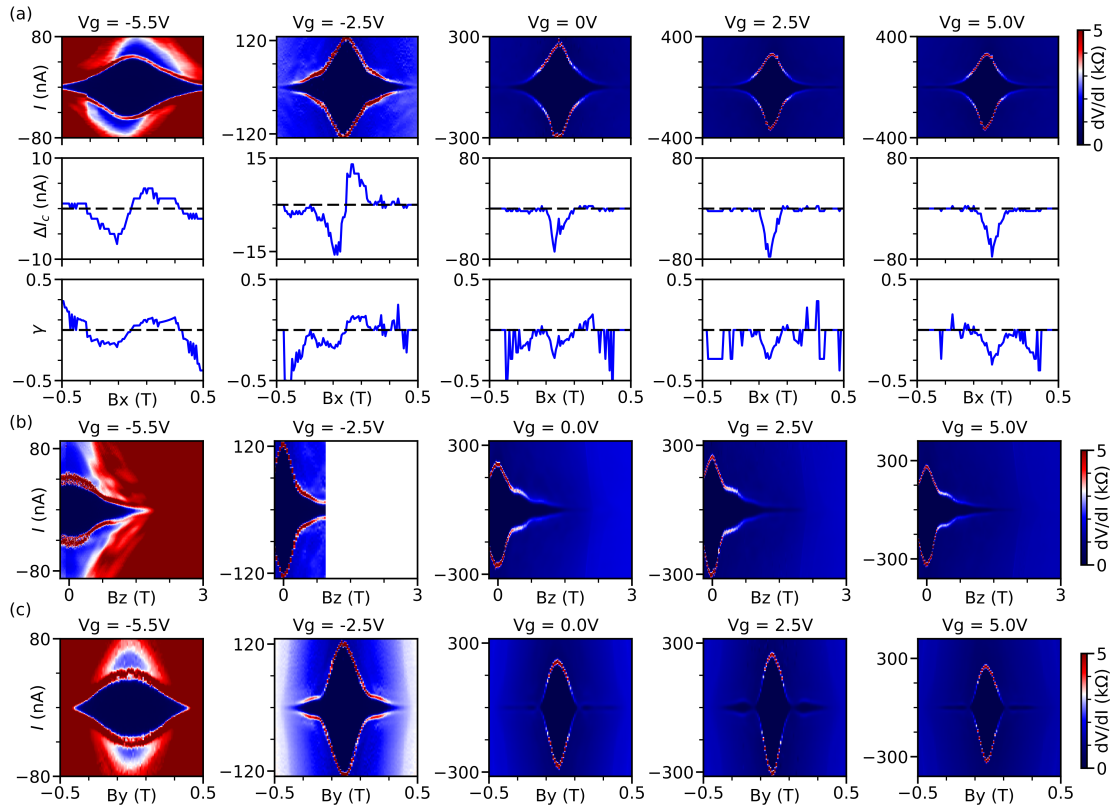 (a)
Vg = -5.5V Vg = -2.5V Vg = 0V Vg = 2.5V Vg = 5.0V
80 120 300 400 400 5
I (nA) 0 dV/dI (kΩ)
−80 −120 −300 −400 −400 0
10 15 80 80 80
ΔIc (nA)
−10 −15 −80 −80 −80
0.5 0.5 0.5 0.5 0.5
γ
−0.5 −0.5 −0.5 −0.5 −0.5
−0.5 Bx (T) 0.5 −0.5 Bx (T) 0.5 −0.5 Bx (T) 0.5 −0.5 Bx (T) 0.5 −0.5 Bx (T) 0.5
(b)
Vg = -5.5V Vg = -2.5V Vg = 0.0V Vg = 2.5V Vg = 5.0V
80 120 300 300 300 5
I (nA) dV/dI (kΩ)
−80 −120 −300 −300 −300 0
0 Bz (T) 3 0 Bz (T) 3 0 Bz (T) 3 0 Bz (T) 3 0 Bz (T) 3
(c)
Vg = -5.5V Vg = -2.5V Vg = 0.0V Vg = 2.5V Vg = 5.0V
80 120 300 300 300 5
I (nA) dV/dI (kΩ)
−80 −120 −300 −300 −300 0
−0.5 By (T) 0.5 −0.5 By (T) 0.5 −0.5 By (T) 0.5 −0.5 By (T) 0.5 −0.5 By (T) 0.5